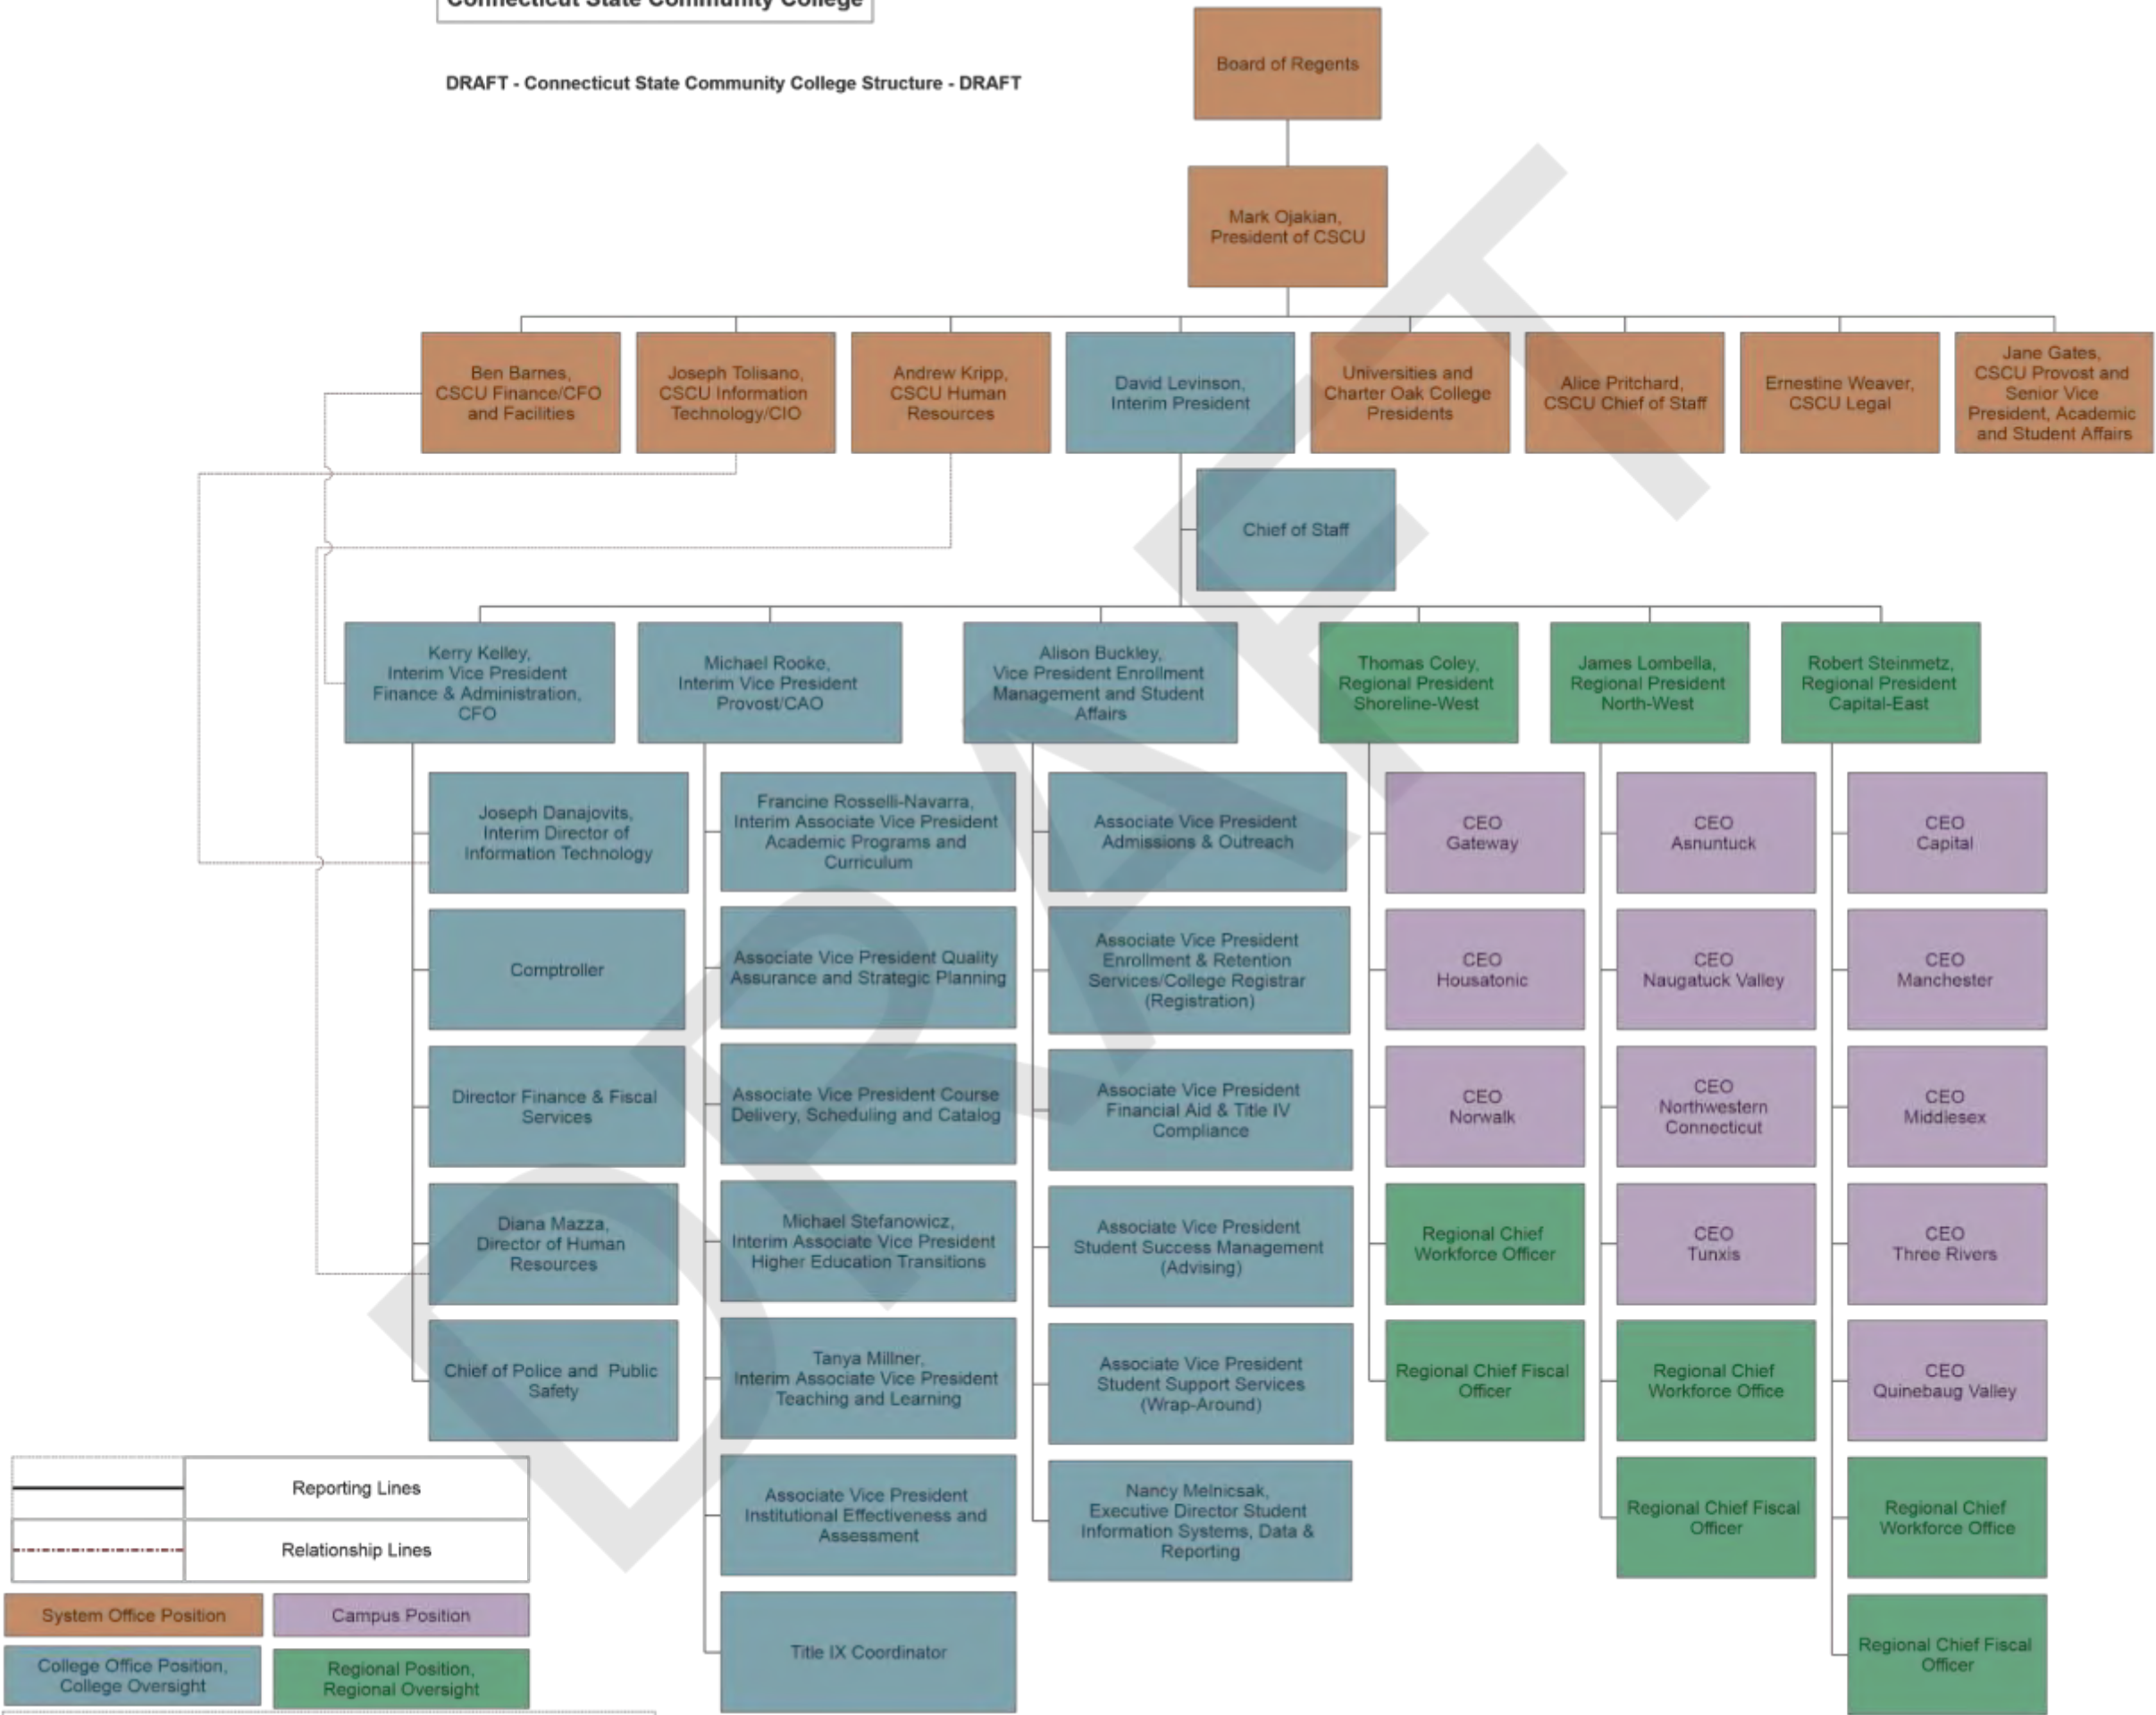 Connecticut State Community College
DRAFT - Connecticut State Community College Structure - DRAFT
Board of Regents
Mark Ojakian,
President of CSCU
Ben Barnes,
CSCU Finance/CFO
and Facilities
Joseph Tolisano,
CSCU Information
Technology/CIO
Andrew Kripp,
CSCU Human
Resources
David Levinson,
Interim President
Universities and
Charter Oak College
Presidents
Alice Pritchard,
CSCU Chief of Staff
Ernestine Weaver,
CSCU Legal
Jane Gates,
CSCU Provost and
Senior Vice
President, Academic
and Student Affairs
Chief of Staff
Kerry Kelley,
Interim Vice President
Finance & Administration,
CFO
Michael Rooke,
Interim Vice President
Provost/CAO
Alison Buckley,
Vice President Enrollment
Management and Student
Affairs
Thomas Coley,
Regional President
Shoreline-West
James Lombella,
Regional President
North-West
Robert Steinmetz,
Regional President
Capital-East
Joseph Danajovits,
Interim Director of
Information Technology
Comptroller
Director Finance & Fiscal
Services
Diana Mazza,
Director of Human
Resources
Chief of Police and Public
Safety
Francine Rosselli-Navarra,
Interim Associate Vice President
Academic Programs and
Curriculum
Associate Vice President Quality
Assurance and Strategic Planning
Associate Vice President Course
Delivery, Scheduling and Catalog
Michael Stefanowicz,
Interim Associate Vice President
Higher Education Transitions
Tanya Millner,
Interim Associate Vice President
Teaching and Learning
Associate Vice President
Institutional Effectiveness and
Assessment
Title IX Coordinator
Associate Vice President
Admissions & Outreach
Associate Vice President
Enrollment & Retention
Services/College Registrar
(Registration)
Associate Vice President
Financial Aid & Title IV
Compliance
Associate Vice President
Student Success Management
(Advising)
Associate Vice President
Student Support Services
(Wrap-Around)
Nancy Melnicsak,
Executive Director Student
Information Systems, Data &
Reporting
CEO
Gateway
CEO
Housatonic
CEO
Norwalk
Regional Chief
Workforce Officer
Regional Chief Fiscal
Officer
CEO
Asnuntuck
CEO
Naugatuck Valley
CEO
Northwestern
Connecticut
CEO
Tunxis
Regional Chief
Workforce Office
Regional Chief Fiscal
Officer
CEO
Capital
CEO
Manchester
CEO
Middlesex
CEO
Three Rivers
CEO
Quinebaug Valley
Regional Chief
Workforce Office
Regional Chief Fiscal
Officer
Reporting Lines
Relationship Lines
System Office Position
Campus Position
College Office Position,
College Oversight
Regional Position,
Regional Oversight
DRAFT